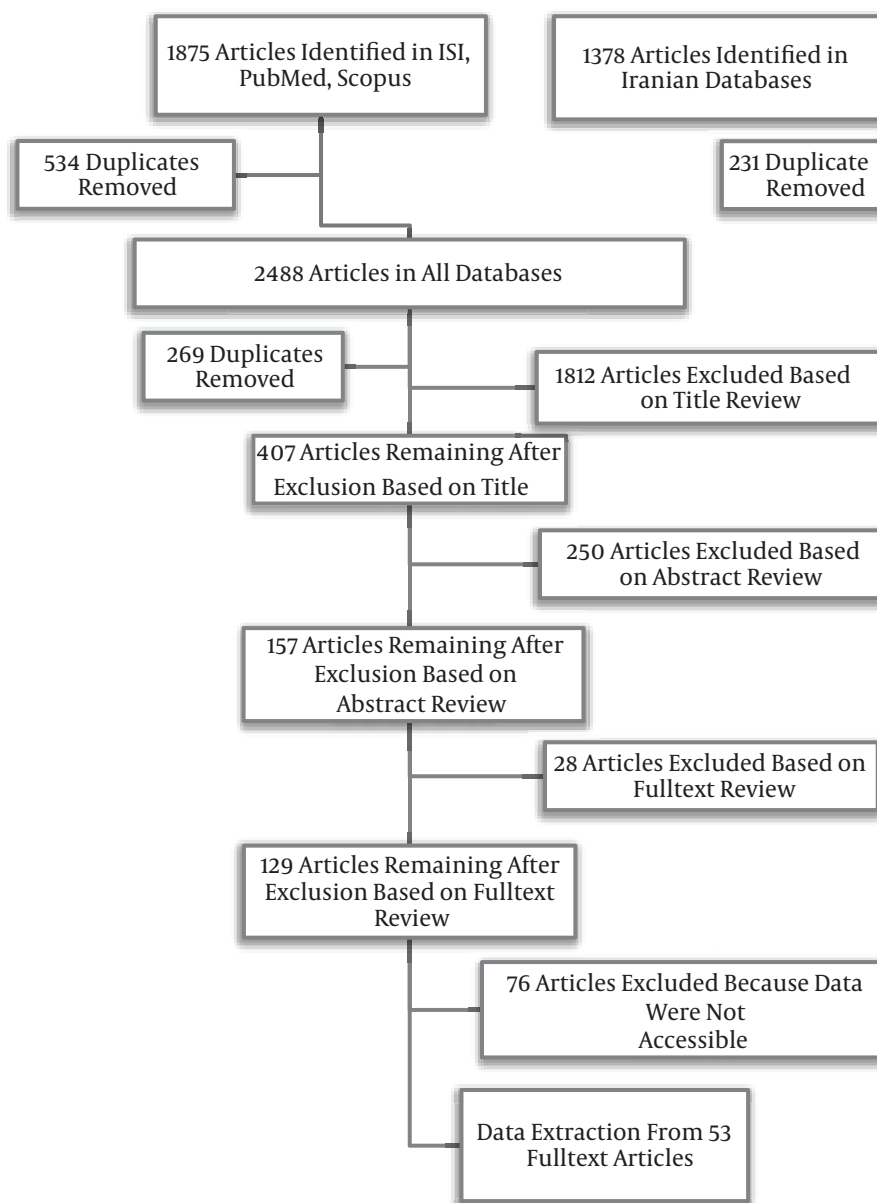 1875 Articles Identified in ISI,
PubMed, Scopus
1378 Articles Identified in
Iranian Databases
534 Duplicates
Removed
231 Duplicate
Removed
2488 Articles in All Databases
269 Duplicates
Removed
1812 Articles Excluded Based
on Title Review
407 Articles Remaining After
Exclusion Based on Title
250 Articles Excluded Based
on Abstract Review
157 Articles Remaining After
Exclusion Based on
Abstract Review
28 Articles Excluded Based on
Fulltext Review
129 Articles Remaining After
Exclusion Based on Fulltext
Review
76 Articles Excluded Because Data
Were Not
Accessible
Data Extraction From 53
Fulltext Articles